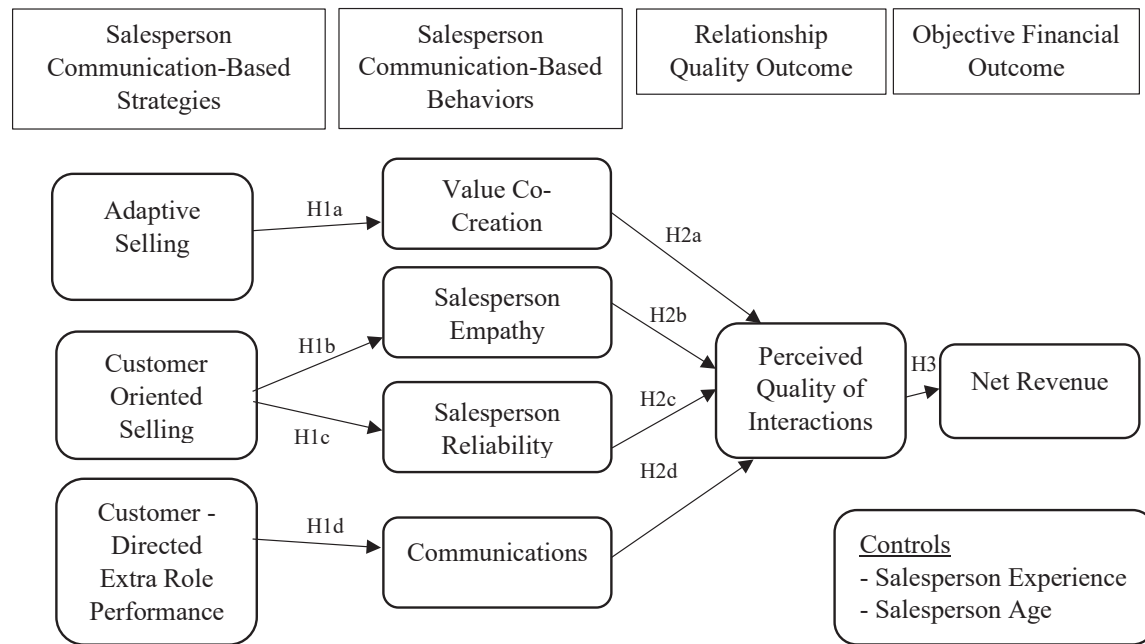 Salesperson
Communication-Based
Strategies
Salesperson
Communication-Based
Behaviors
Relationship
Quality Outcome
Objective Financial
Outcome
Adaptive
Selling
H1a
Value Co-
Creation
H2a
Customer
Oriented
Selling
H1b
H1c
Salesperson
Empathy
H2b
Salesperson
Reliability
H2c
Customer -
Directed
Extra Role
Performance
H1d
Communications
H2d
Perceived
Quality of
Interactions
H3
Net Revenue
Controls
- Salesperson Experience
- Salesperson Age